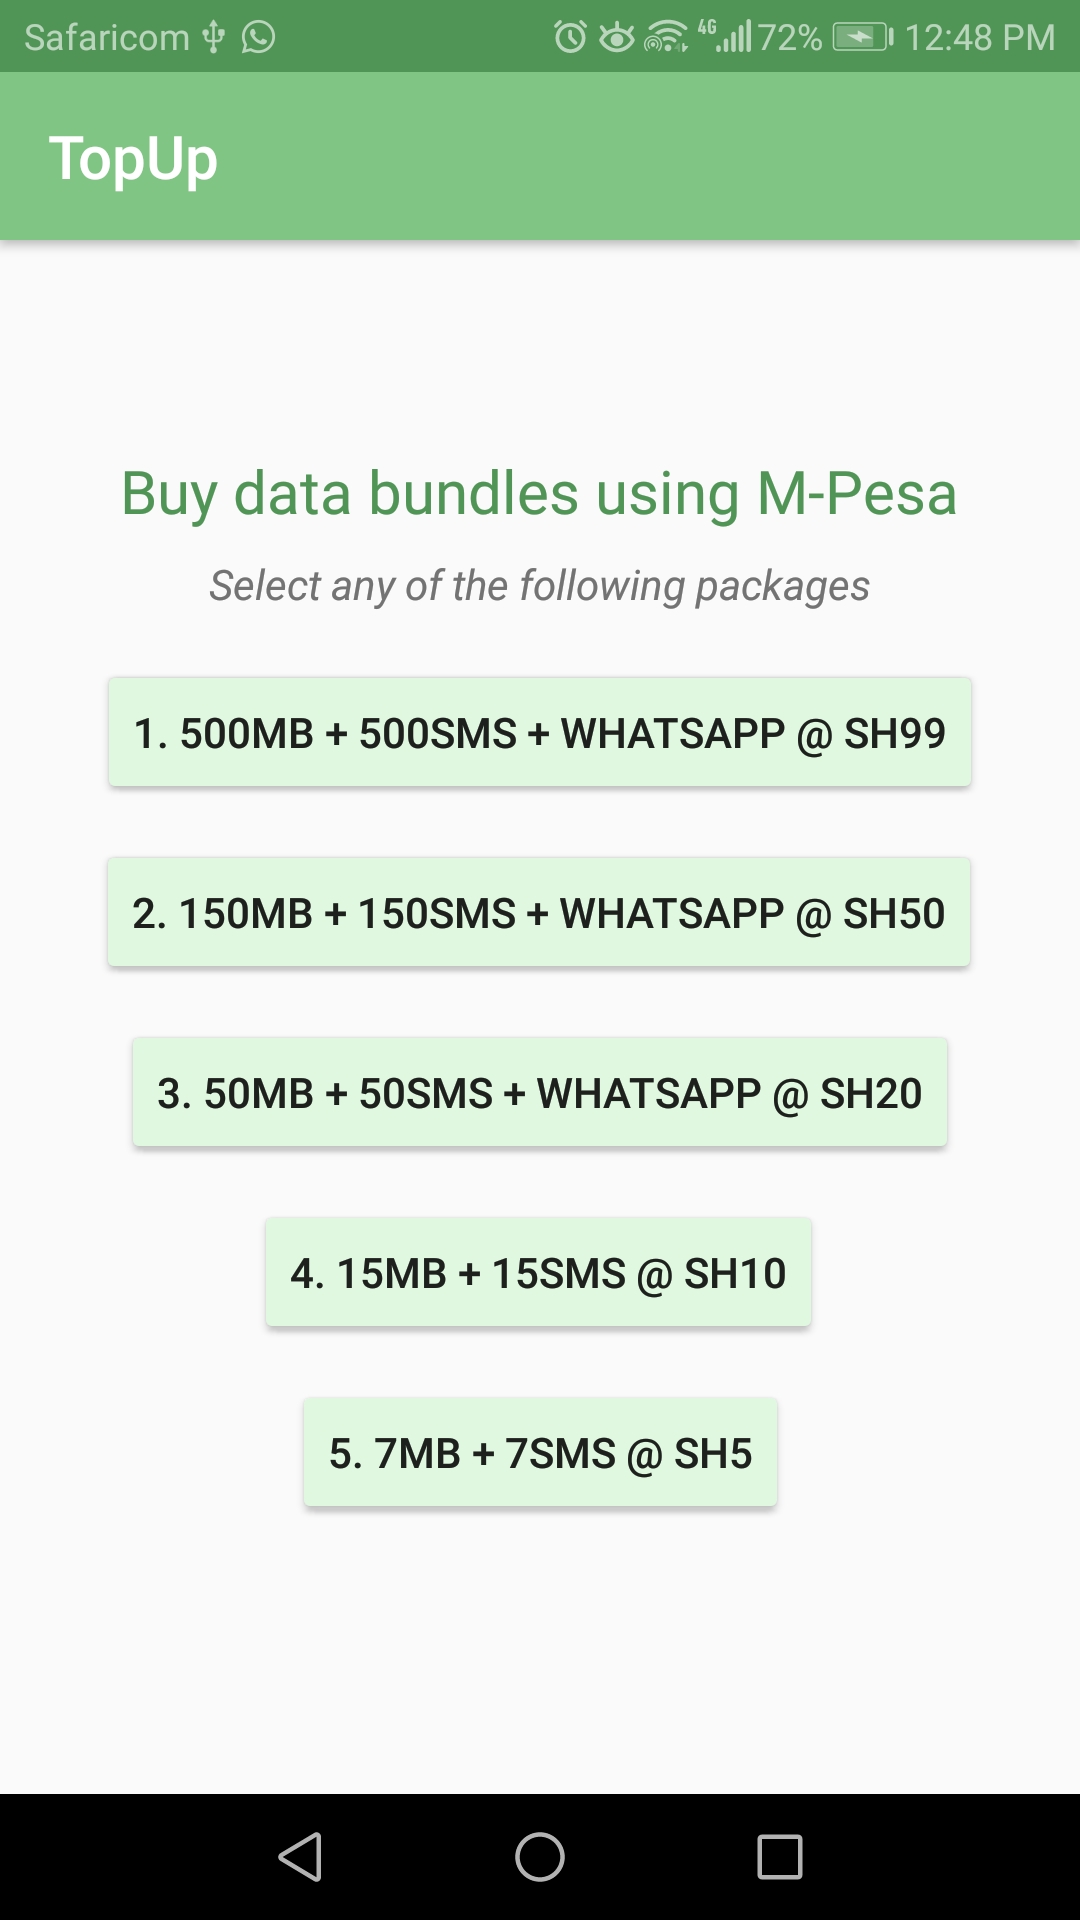 Safaricom 4G 72% 12:48 PM
TopUp
Buy data bundles using M-Pesa
Select any of the following packages
1. 500MB + 500SMS + WHATSAPP @ SH99
2. 150MB + 150SMS + WHATSAPP @ SH50
3. 50MB + 50SMS + WHATSAPP @ SH20
4. 15MB + 15SMS @ SH10
5. 7MB + 7SMS @ SH5